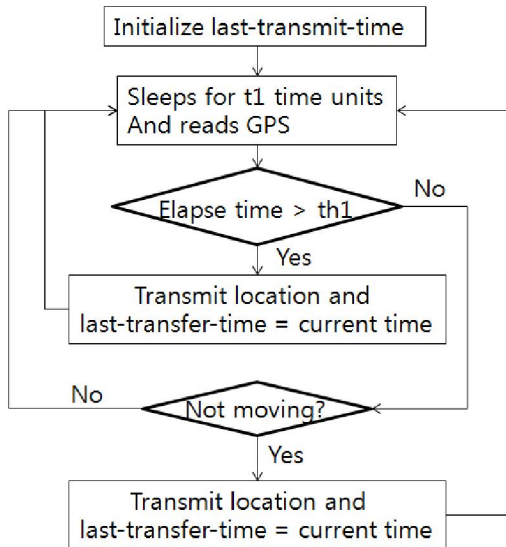 Initialize last-transmit-time
Sleeps for t1 time units
And reads GPS
Elapse time > th1
No
Yes
Transmit location and
last-transfer-time = current time
No
Not moving?
Yes
Transmit location and
last-transfer-time = current time